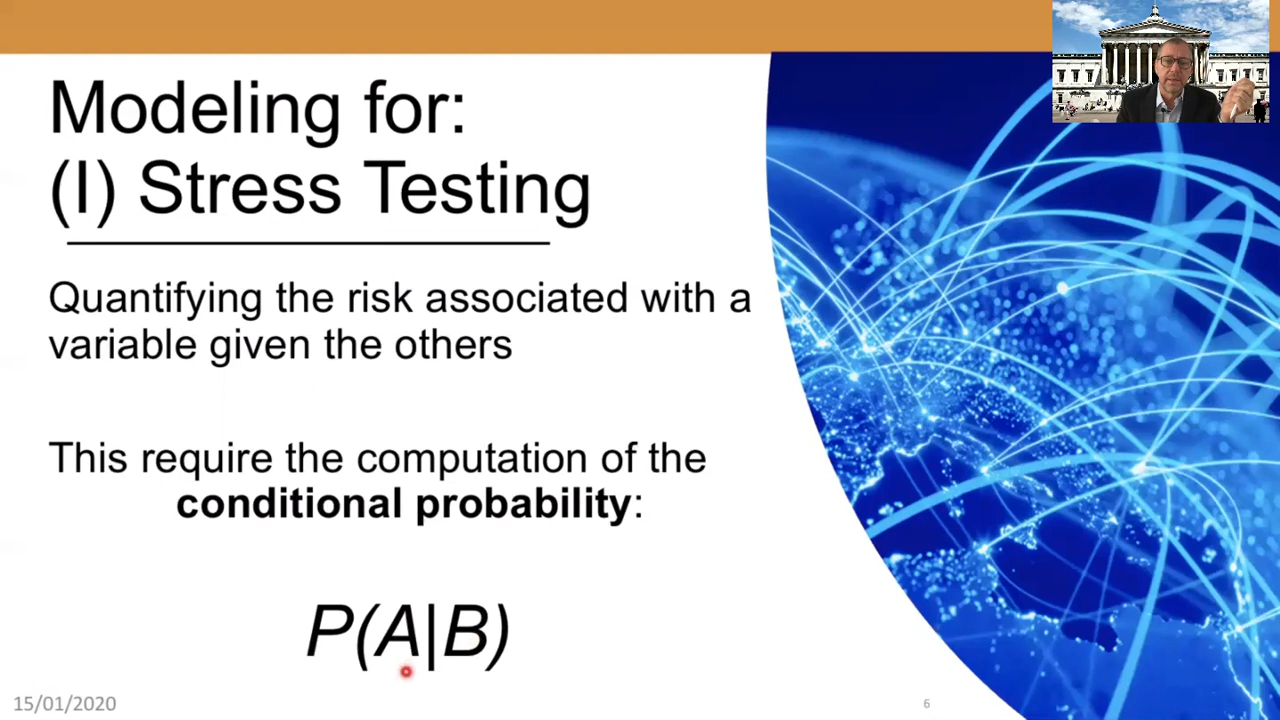 Modeling for:
(I) Stress Testing
Quantifying the risk associated with a
variable given the others
This require the computation of the
conditional probability:
P(A|B)
15/01/2020
6